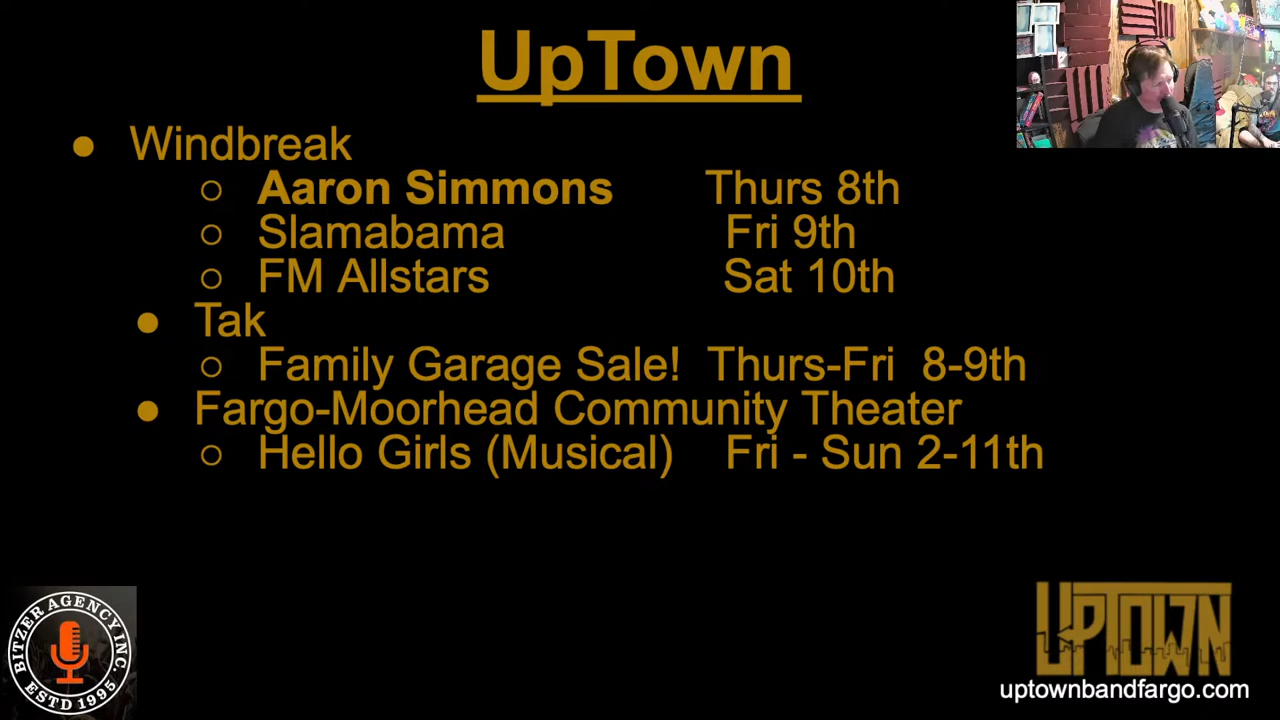 UpTown
Windbreak
Aaron Simmons Thurs 8th
Slamabama Fri 9th
FM Allstars Sat 10th
Tak
Family Garage Sale! Thurs-Fri 8-9th
Fargo-Moorhead Community Theater
Hello Girls (Musical) Fri - Sun 2-11th
BITZER AGENCY INC.
ESTD 1995
UPTOWN
uptownbandfargo.com